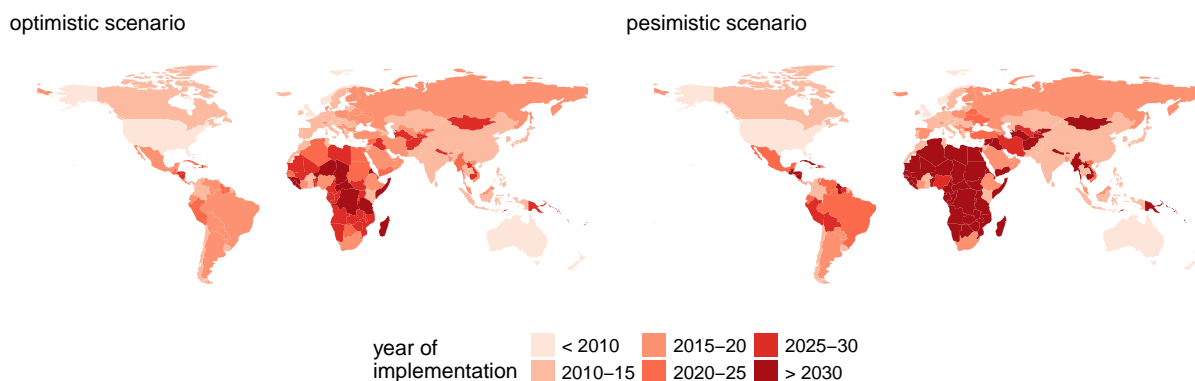 optimistic scenario
pesimistic scenario
year of
implementation
< 2010
2010−15
2015−20
2020−25
2025−30
> 2030